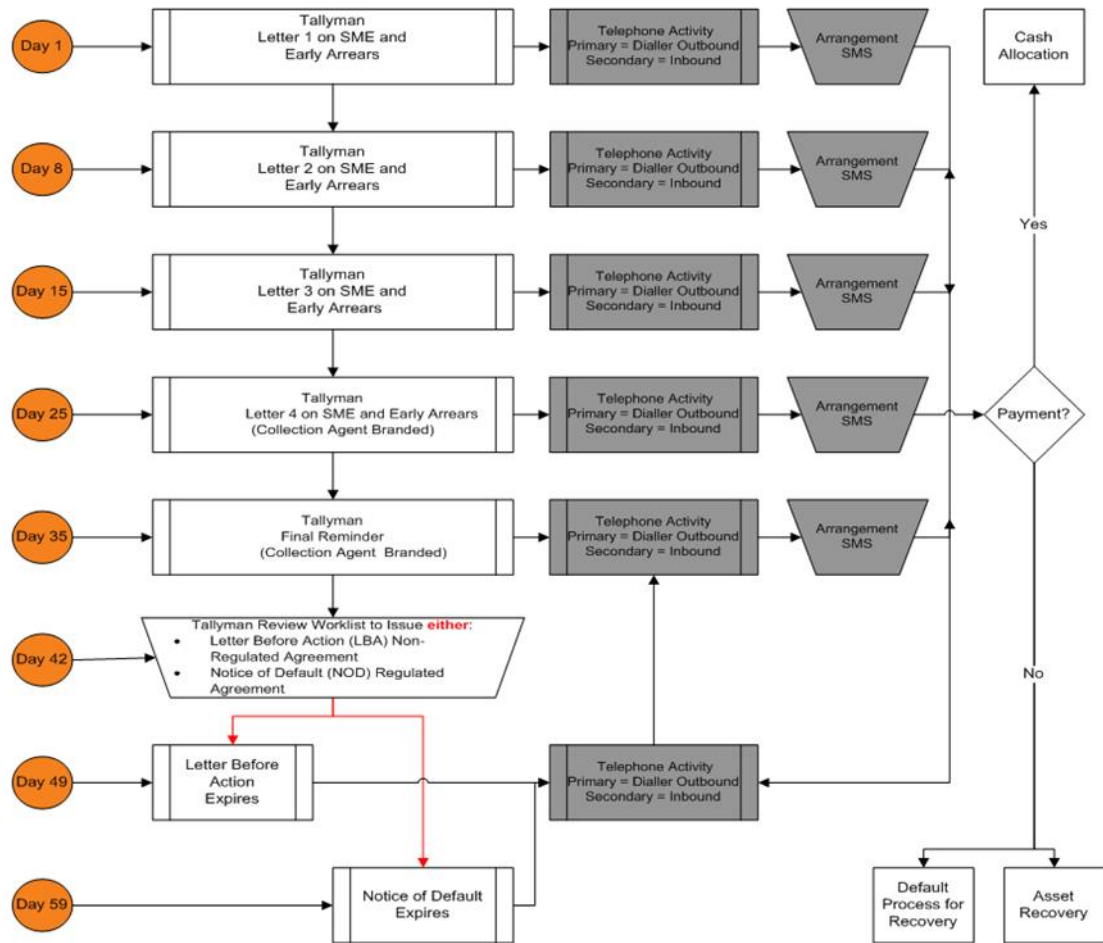 Day 1
Tallyman
Letter 1 on SME and
Early Arrears
Telephone Activity
Primary = Dialler Outbound
Secondary = Inbound
Arrangement
SMS
Cash
Allocation
Day 8
Tallyman
Letter 2 on SME and
Early Arrears
Telephone Activity
Primary = Dialler Outbound
Secondary = Inbound
Arrangement
SMS
Yes
Day 15
Tallyman
Letter 3 on SME and
Early Arrears
Telephone Activity
Primary = Dialler Outbound
Secondary = Inbound
Arrangement
SMS
Day 25
Tallyman
Letter 4 on SME and Early Arrears
(Collection Agent Branded)
Telephone Activity
Primary = Dialler Outbound
Secondary = Inbound
Arrangement
SMS
Payment?
Day 35
Tallyman
Final Reminder
(Collection Agent Branded)
Telephone Activity
Primary = Dialler Outbound
Secondary = Inbound
Arrangement
SMS
Day 42
Tallyman Review Worklist to Issue either:
• Letter Before Action (LBA) Non-
Regulated Agreement
• Notice of Default (NOD) Regulated
Agreement
No
Day 49
Letter Before
Action
Expires
Telephone Activity
Primary = Dialler Outbound
Secondary = Inbound
Day 59
Notice of Default
Expires
Default
Process for
Recovery
Asset
Recovery